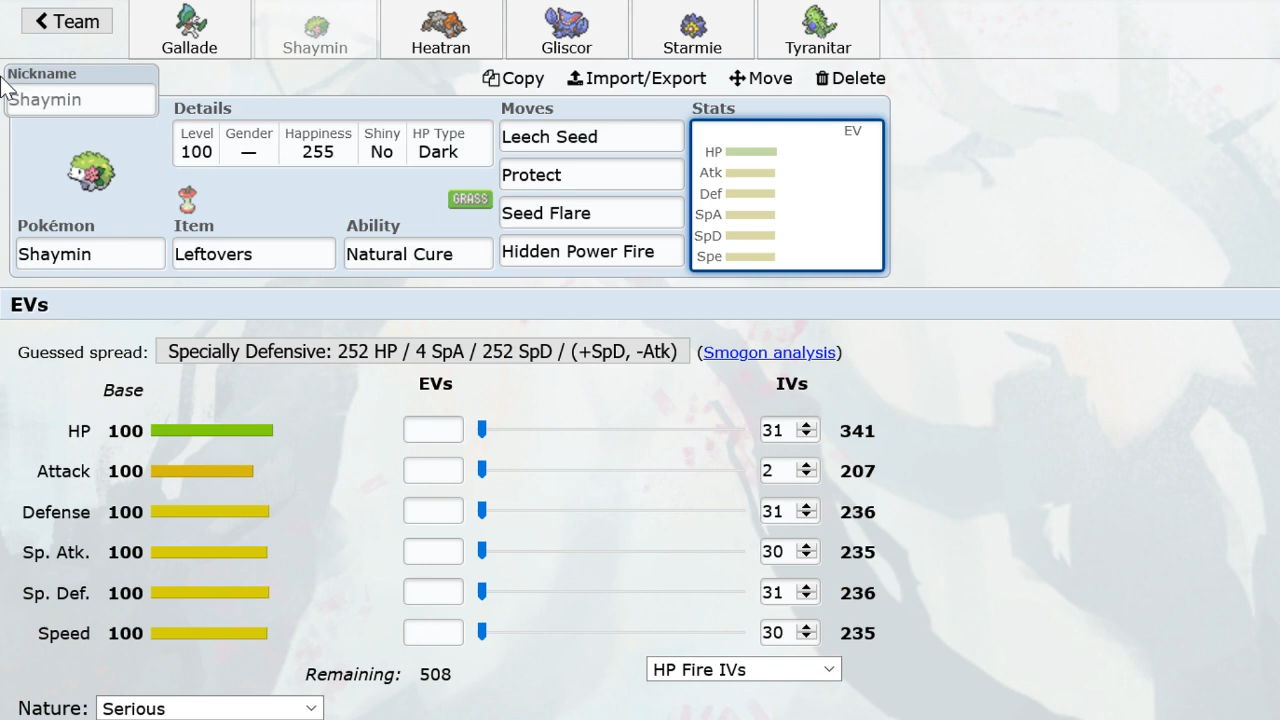 Team
Gallade
Shaymin
Heatran
Gliscor
Starmie
Tyranitar
Nickname
Shaymin
Copy
Import/Export
Move
Delete
Details
Moves
Stats
Level Gender Happiness Shiny HP Type
100 — 255 No Dark
Leech Seed
Protect
Seed Flare
Hidden Power Fire
EV
HP
Atk
Def
SpA
SpD
Spe
GRASS
Pokémon
Item
Ability
Shaymin
Leftovers
Natural Cure
EVs
Guessed spread: Specially Defensive: 252 HP / 4 SpA / 252 SpD / (+SpD, -Atk) (Smogon analysis)
Base EVs IVs
HP 100 31 341
Attack 100 2 207
Defense 100 31 236
Sp. Atk. 100 30 235
Sp. Def. 100 31 236
Speed 100 30 235
Remaining: 508
HP Fire IVs
Nature: Serious